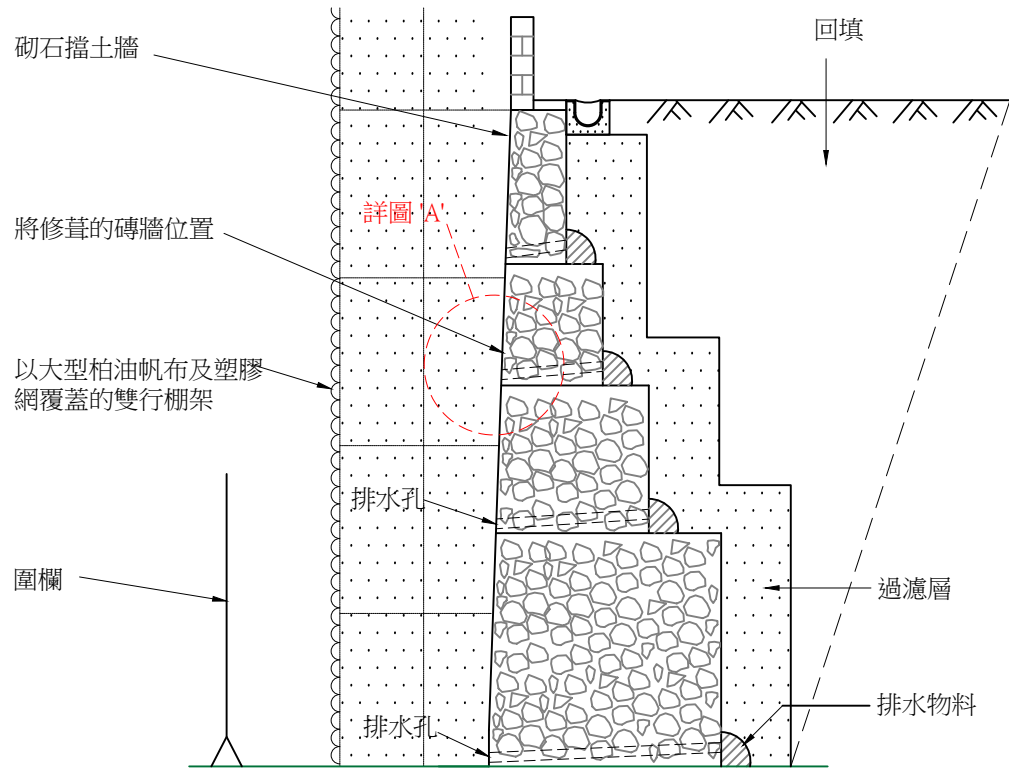 砌石擋土牆
回填
詳圖 'A'
將修葺的磚牆位置
以大型柏油帆布及塑膠
網覆蓋的雙行棚架
排水孔
圍欄
過濾層
排水孔
排水物料